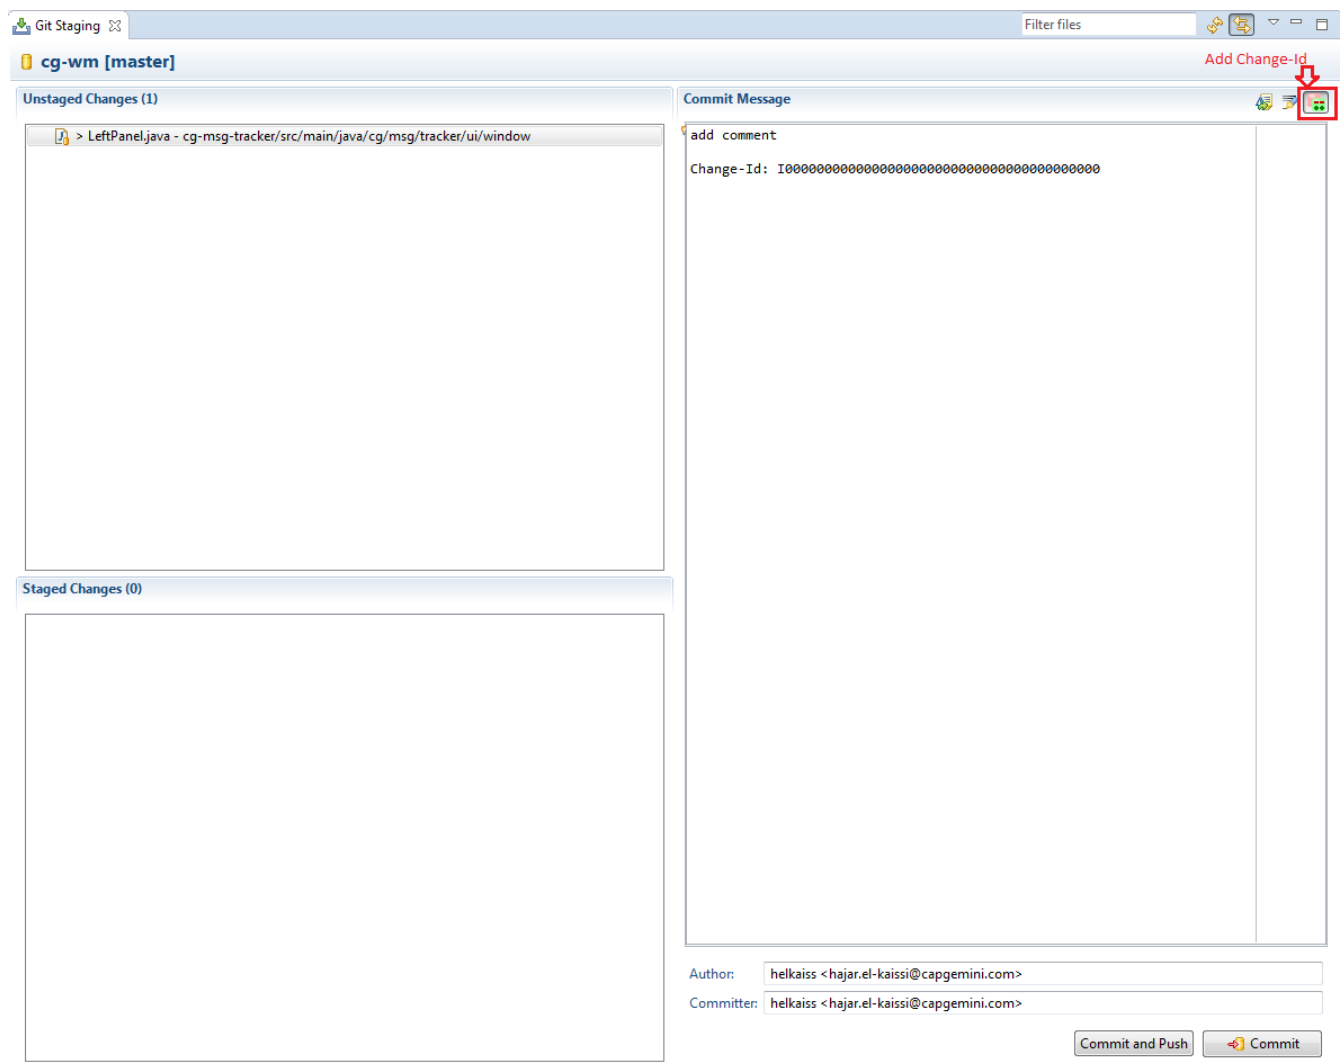 Git Staging
Filter files
cg-wm [master]
Add Change-Id
Unstaged Changes (1)
> LeftPanel.java - cg-msg-tracker/src/main/java/cg/msg/tracker/ui/window
Commit Message
add comment
Change-Id: I0000000000000000000000000000000000000000
Staged Changes (0)
Author: helkaiss <hajar.el-kaissi@capgemini.com>
Committer: helkaiss <hajar.el-kaissi@capgemini.com>
Commit and Push
Commit